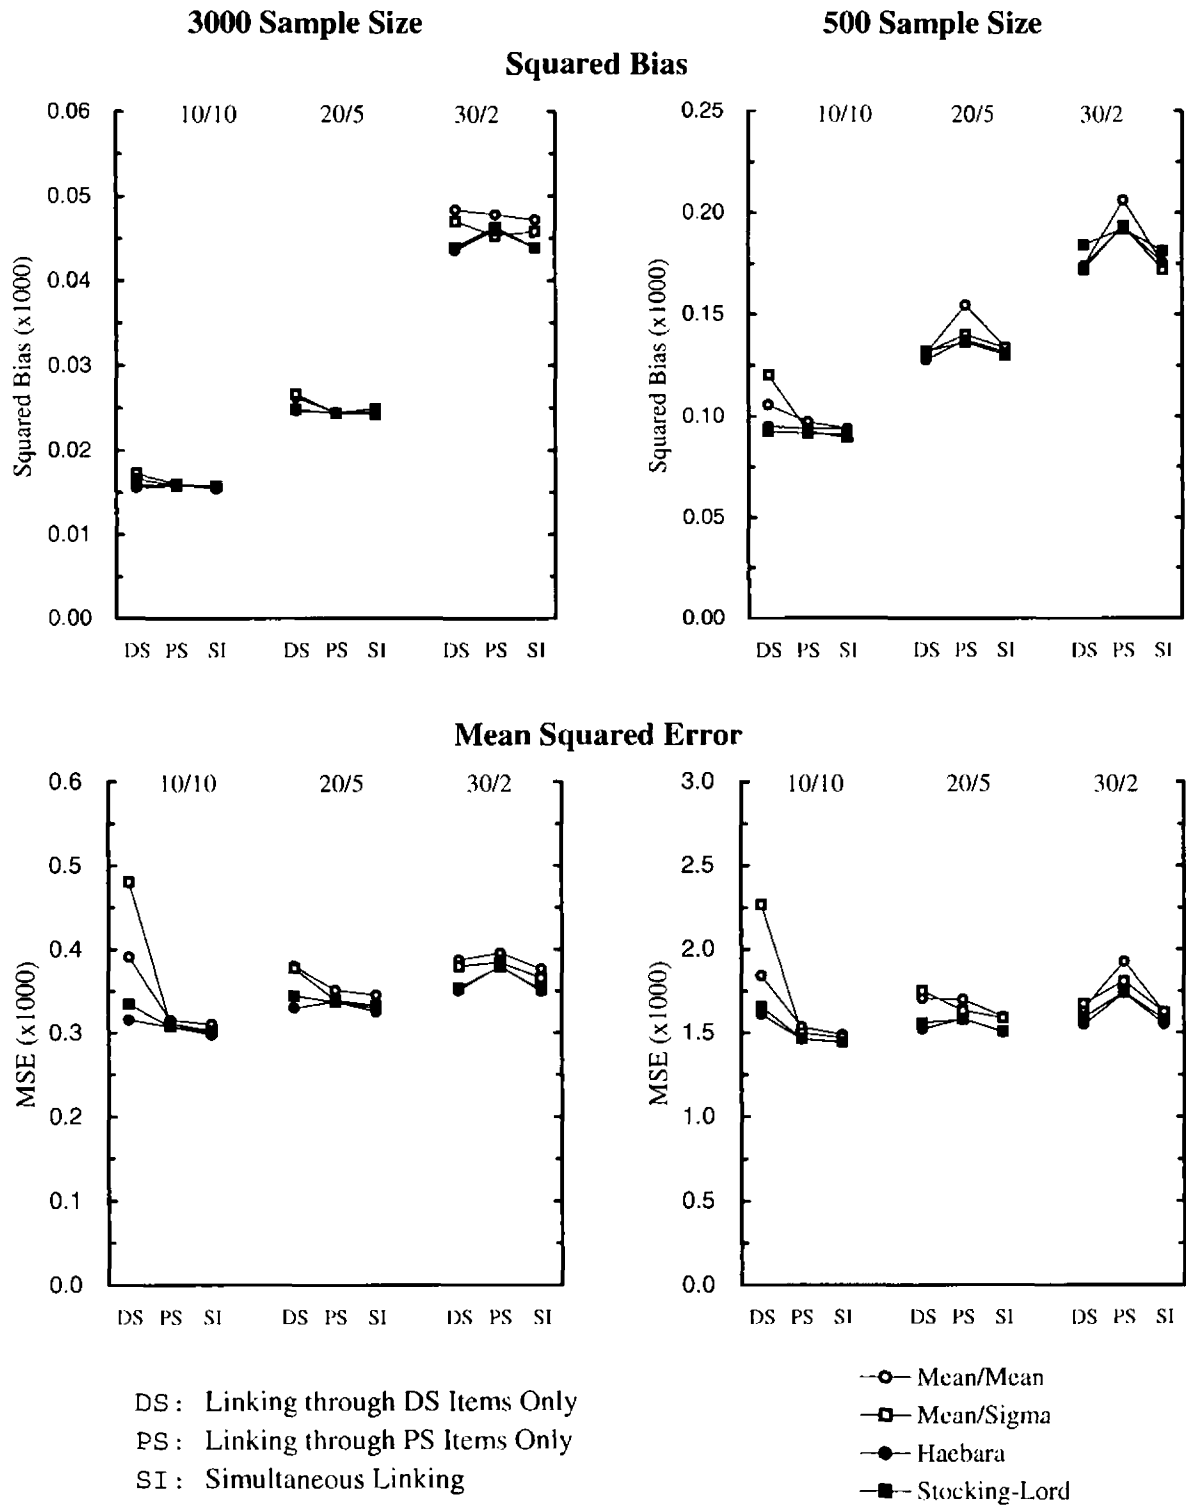 3000 Sample Size 500 Sample Size
Squared Bias
10/10 20/5 30/2
0.06
0.05
0.04
0.03
0.02
0.01
0.00
Squared Bias (x1000)
DS PS SI DS PS SI DS PS SI
10/10 20/5 30/2
0.25
0.20
0.15
0.10
0.05
0.00
Squared Bias (x1000)
DS PS SI DS PS SI DS PS SI
Mean Squared Error
10/10 20/5 30/2
0.6
0.5
0.4
0.3
0.2
0.1
0.0
MSE (x1000)
DS PS SI DS PS SI DS PS SI
10/10 20/5 30/2
3.0
2.5
2.0
1.5
1.0
0.5
0.0
MSE (x1000)
DS PS SI DS PS SI DS PS SI
DS: Linking through DS Items Only
PS: Linking through PS Items Only
SI: Simultaneous Linking
Mean/Mean
Mean/Sigma
Haebara
Stocking-Lord